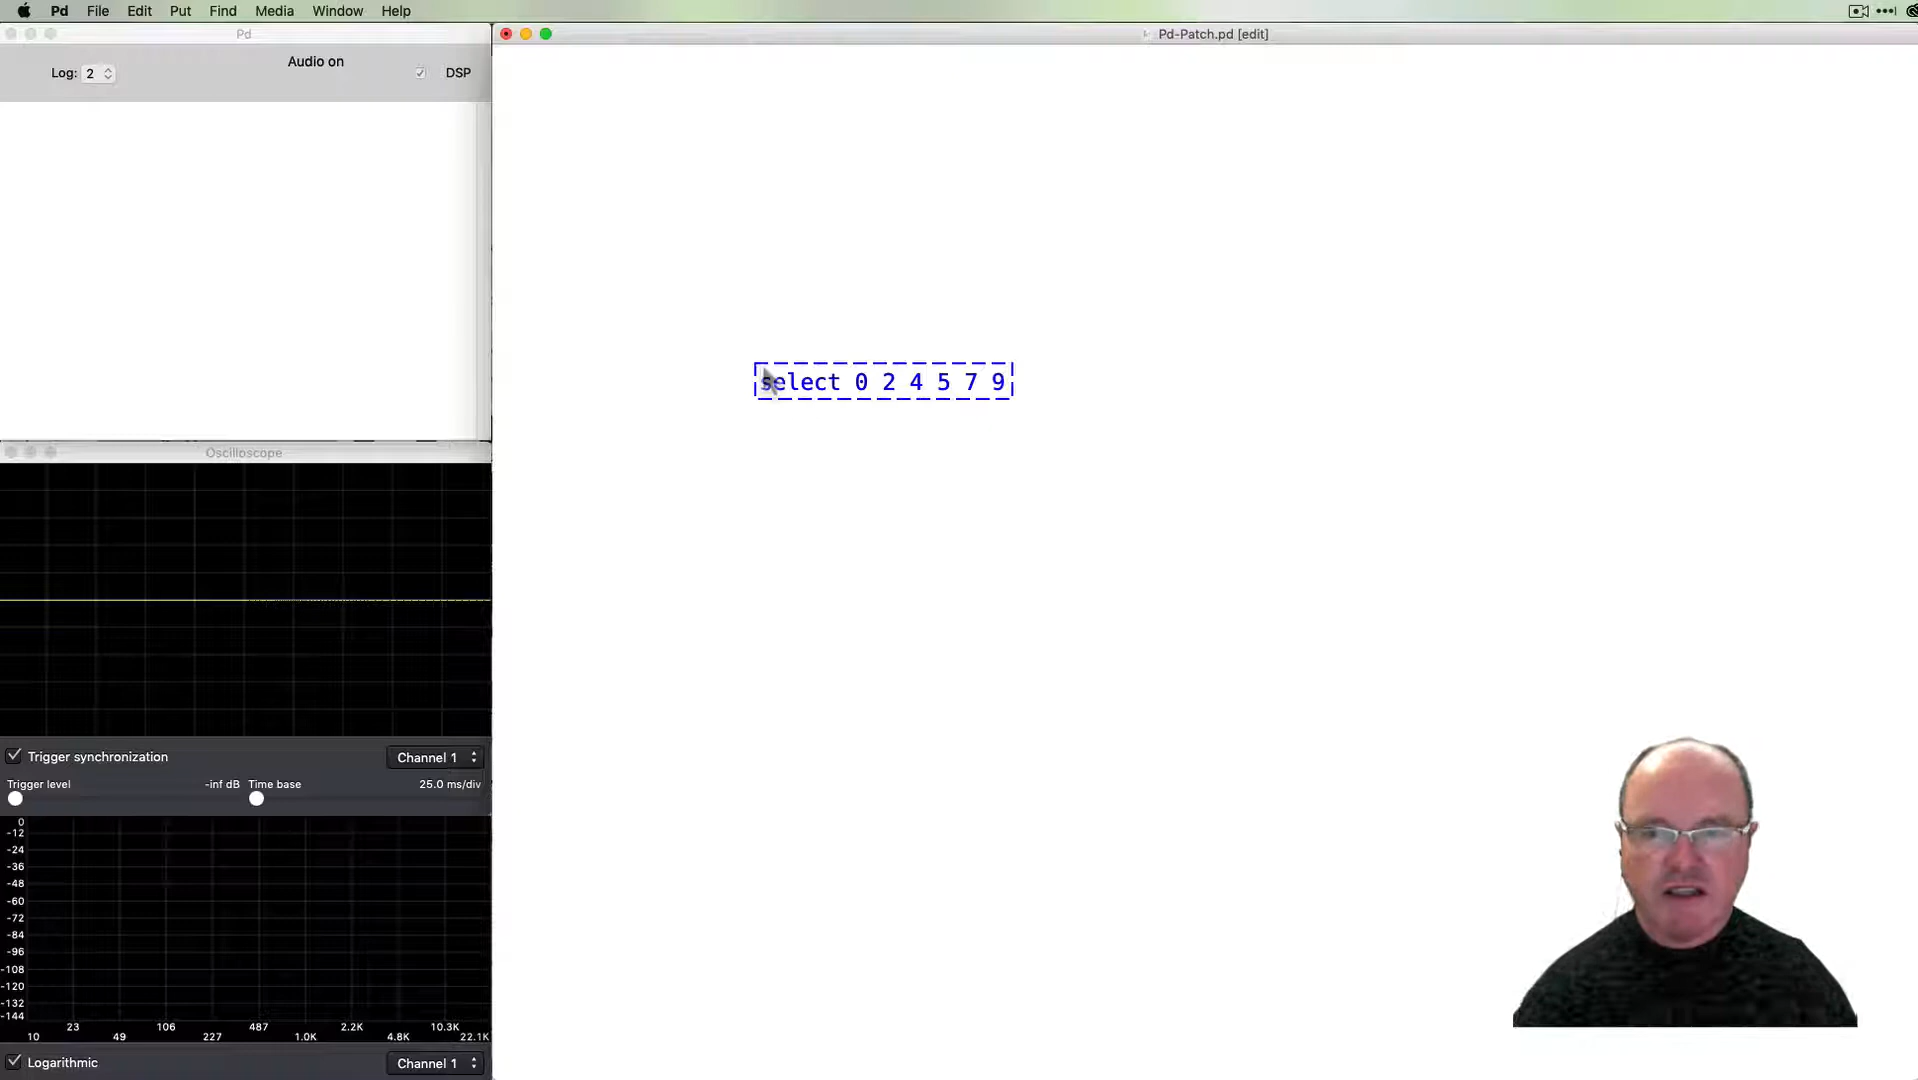 Pd File Edit Put Find Media Window Help
Pd
Pd-Patch.pd [edit]
Audio on
Log: 2
DSP
select 0 2 4 5 7 9
Oscilloscope
Trigger synchronization
Channel 1
Trigger level
-inf dB
Time base
25.0 ms/div
0
-12
-24
-36
-48
-60
-72
-84
-96
-108
-120
-132
-144
23 106 487 2.2K 10.3K
10 49 227 1.0K 4.8K 22.1K
Logarithmic
Channel 1